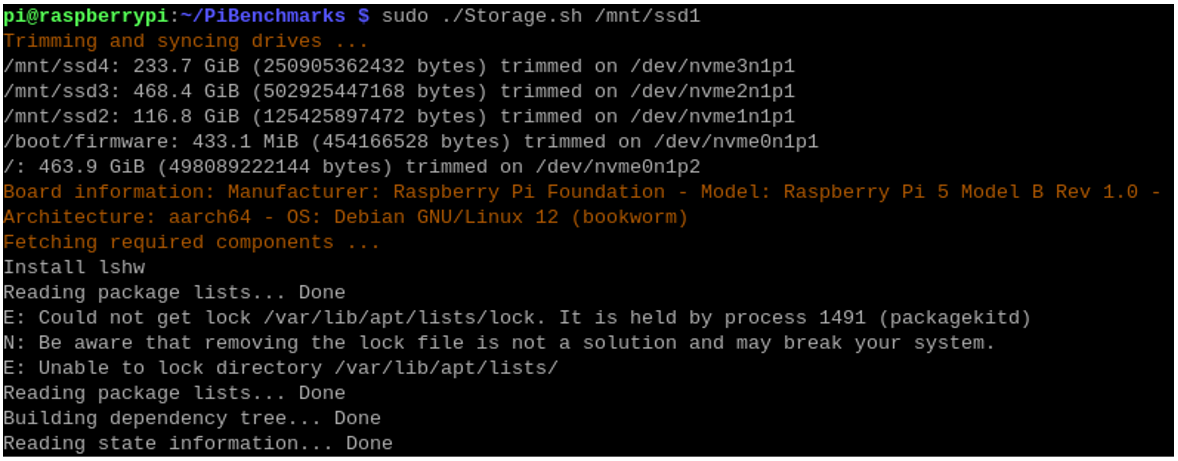 pi@raspberrypi:~/PiBenchmarks $ sudo ./Storage.sh /mnt/ssd1
Trimming and syncing drives ...
/mnt/ssd4: 233.7 GiB (250905362432 bytes) trimmed on /dev/nvme3n1p1
/mnt/ssd3: 468.4 GiB (502925447168 bytes) trimmed on /dev/nvme2n1p1
/mnt/ssd2: 116.8 GiB (125425897472 bytes) trimmed on /dev/nvme1n1p1
/boot/firmware: 433.1 MiB (454166528 bytes) trimmed on /dev/nvme0n1p1
/: 463.9 GiB (498089222144 bytes) trimmed on /dev/nvme0n1p2
Board information: Manufacturer: Raspberry Pi Foundation - Model: Raspberry Pi 5 Model B Rev 1.0 -
Architecture: aarch64 - OS: Debian GNU/Linux 12 (bookworm)
Fetching required components ...
Install lshw
Reading package lists... Done
E: Could not get lock /var/lib/apt/lists/lock. It is held by process 1491 (packagekitd)
N: Be aware that removing the lock file is not a solution and may break your system.
E: Unable to lock directory /var/lib/apt/lists/
Reading package lists... Done
Building dependency tree... Done
Reading state information... Done